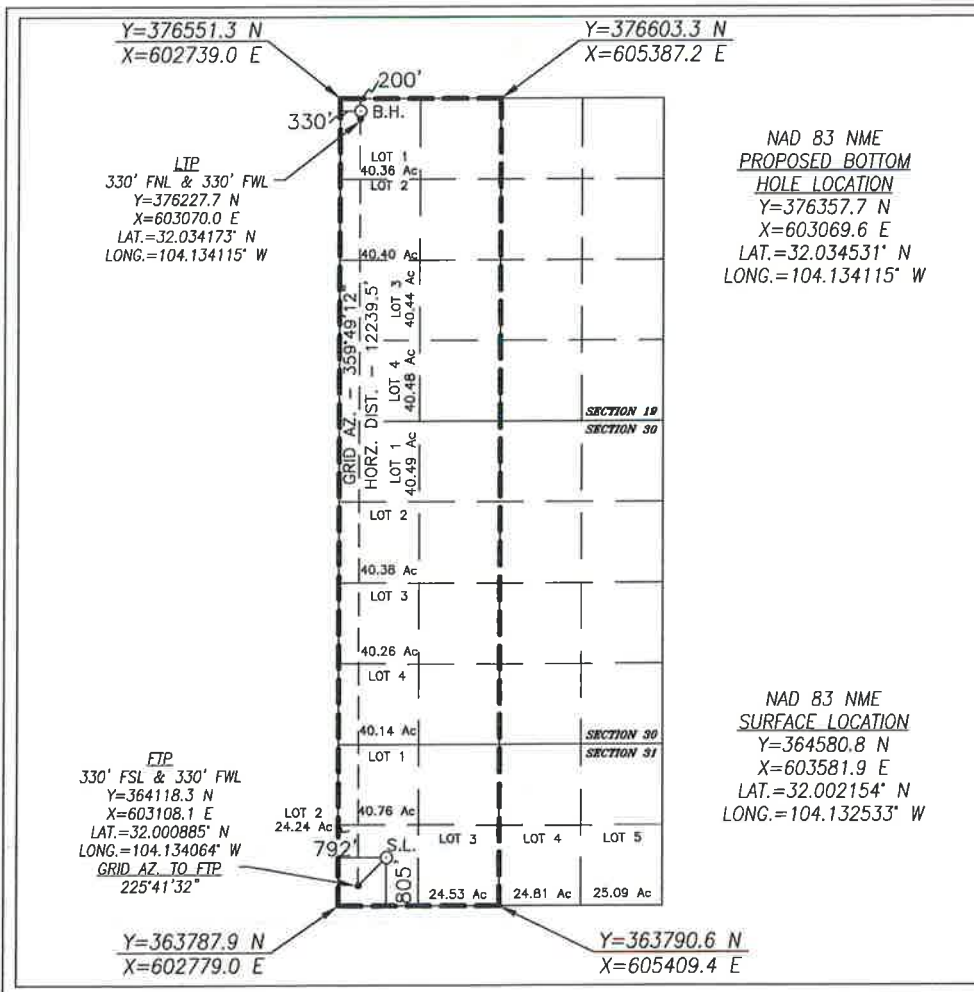 Y=376551.3 N
X=602739.0 E
Y=376603.3 N
X=605387.2 E
200'
330'
B.H.
LTP
330' FNL & 330' FWL
Y=376227.7 N
X=603070.0 E
LAT.=32.034173° N
LONG.=104.134115° W
NAD 83 NME
PROPOSED BOTTOM
HOLE LOCATION
Y=376357.7 N
X=603069.6 E
LAT.=32.034531° N
LONG.=104.134115° W
LOT 1
40.36 Ac
LOT 2
40.40 Ac
LOT 3
40.44 Ac
LOT 4
40.48 Ac
GRID AZ. - 359°49'12"
HORZ. DIST. - 12239.5'
SECTION 19
SECTION 30
LOT 1
40.49 Ac
LOT 2
40.38 Ac
LOT 3
40.26 Ac
LOT 4
40.14 Ac
SECTION 30
SECTION 31
LOT 1
40.76 Ac
LOT 2
24.24 Ac
LOT 3
LOT 4
LOT 5
792'
S.L.
805'
24.53 Ac
24.81 Ac
25.09 Ac
FTP
330' FSL & 330' FWL
Y=364118.3 N
X=603108.1 E
LAT.=32.000885° N
LONG.=104.134064° W
GRID AZ. TO FTP
225°41'32"
NAD 83 NME
SURFACE LOCATION
Y=364580.8 N
X=603581.9 E
LAT.=32.002154° N
LONG.=104.132533° W
Y=363787.9 N
X=602779.0 E
Y=363790.6 N
X=605409.4 E